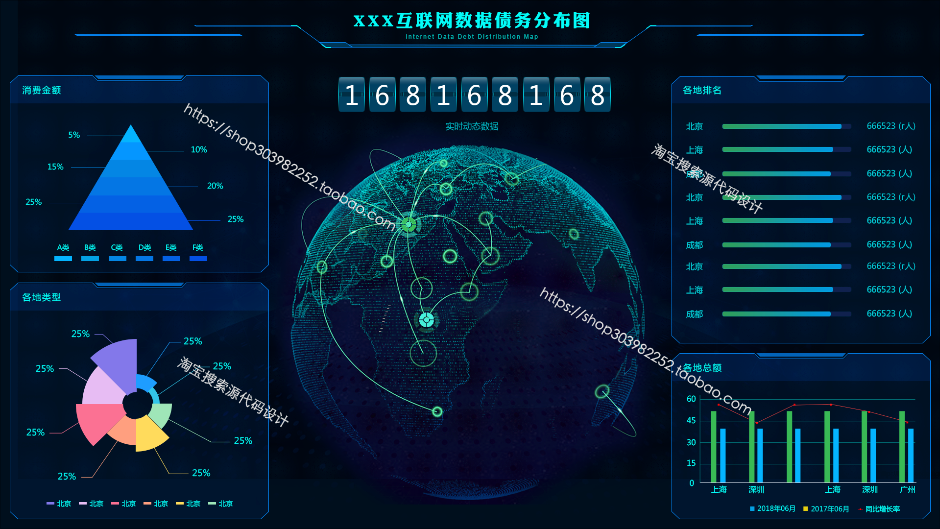 xxx互联网数据债务分布图
Internet Data Debt Distribution Map
消费金额
5%
10%
15%
20%
25%
25%
A类 B类 C类 D类 E类 F类
各地类型
25%
25%
25%
25%
25%
25%
25%
25%
北京 北京 北京 北京 北京 北京
168168168
实时动态数据
各地排名
北京 666523 (r人)
上海 666523 (人)
666523 (人)
北京 666523 (r人)
上海 666523 (人)
成都 666523 (人)
北京 666523 (r人)
上海 666523 (人)
成都 666523 (人)
各地总额
60
45
30
15
0
上海 深圳 上海 深圳 广州
2018年06月 2017年06月 同比增长率
https://shop303982252.taobao.com
淘宝搜索源代码设计
淘宝搜索源代码设计
https://shop303982252.taobao.com